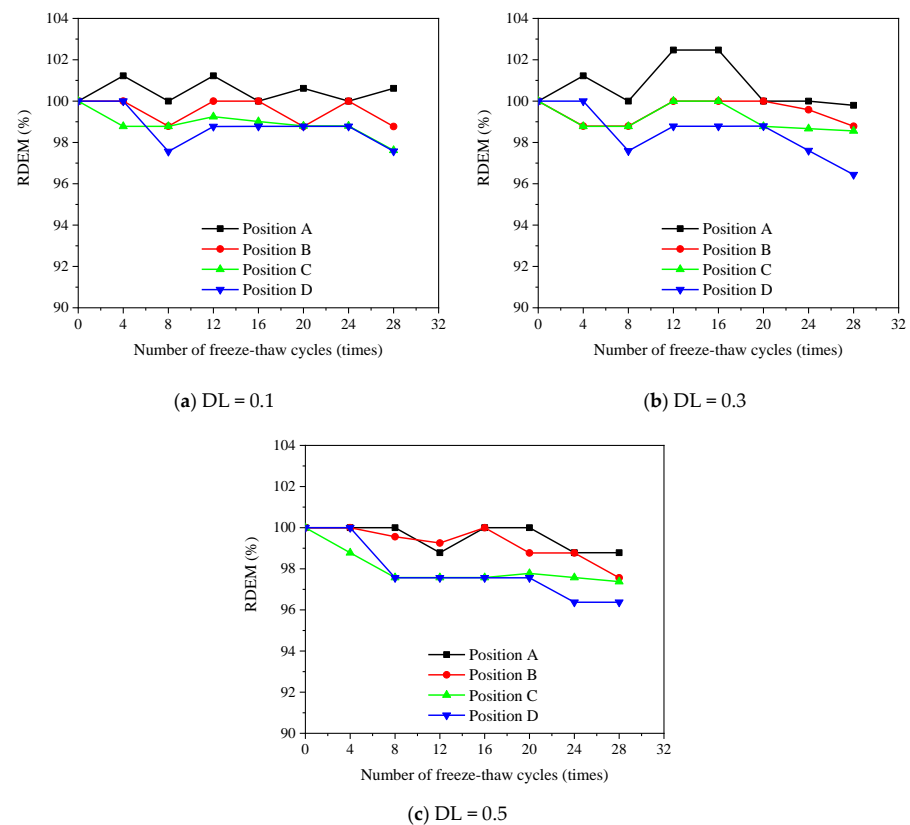 104
102
100
98
96
94
92
90
RDEM (%)
Position A
Position B
Position C
Position D
0 4 8 12 16 20 24 28 32
Number of freeze-thaw cycles (times)
(a) DL = 0.1
104
102
100
98
96
94
92
90
RDEM (%)
Position A
Position B
Position C
Position D
0 4 8 12 16 20 24 28 32
Number of freeze-thaw cycles (times)
(b) DL = 0.3
104
102
100
98
96
94
92
90
RDEM (%)
Position A
Position B
Position C
Position D
0 4 8 12 16 20 24 28 32
Number of freeze-thaw cycles (times)
(c) DL = 0.5